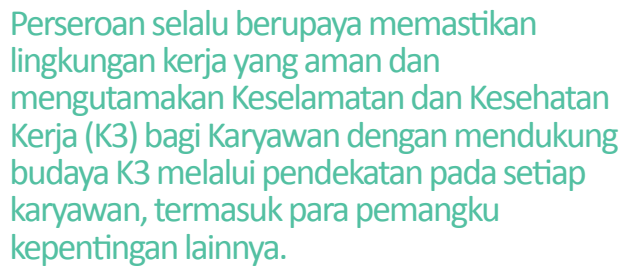 Perseroan selalu berupaya memastikan
lingkungan kerja yang aman dan
mengutamakan Keselamatan dan Kesehatan
Kerja (K3) bagi Karyawan dengan mendukung
budaya K3 melalui pendekatan pada setiap
karyawan, termasuk para pemangku
kepentingan lainnya.